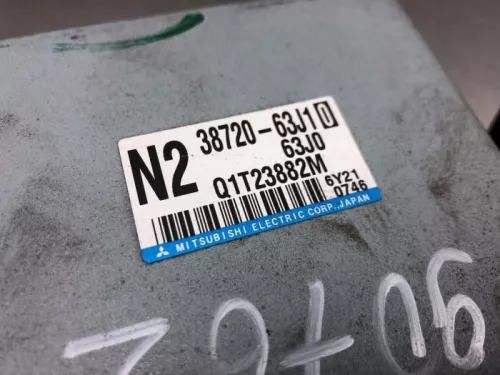 N2
38720-63J1 0
63J0
Q1T23882M
6Y21
0746
MITSUBISHI ELECTRIC CORP., JAPAN